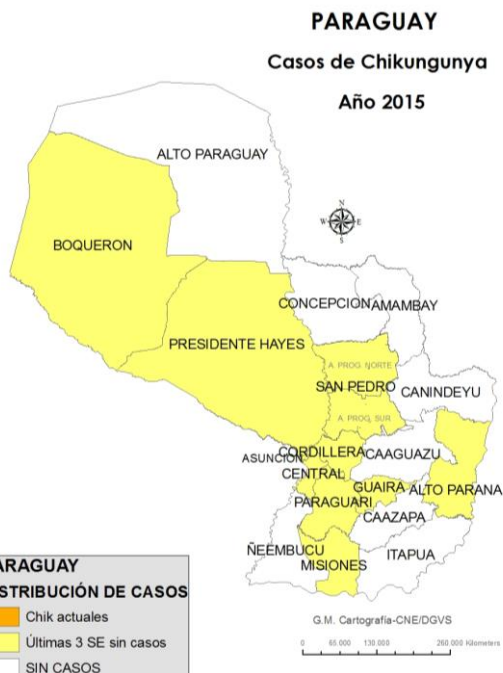 PARAGUAY
Casos de Chikungunya
Año 2015
ALTO PARAGUAY
N
W E
S
BOQUERON
CONCEPCION
AMAMBAY
PRESIDENTE HAYES
A. PROG. NORTE
SAN PEDRO
CANINDEYU
A. PROG. SUR
CORDILLERA
CAAGUAZU
ASUNCION
CENTRAL
GUAIRA
ALTO PARANA
PARAGUARI
CAAZAPA
ÑEEMBUCU
MISIONES
ITAPUA
ARAGUAY
STRIBUCIÓN DE CASOS
Chik actuales
Últimas 3 SE sin casos
SIN CASOS
G.M. Cartografía-CNE/DGVS
0 65.000 130.000 260.000 Kilometers